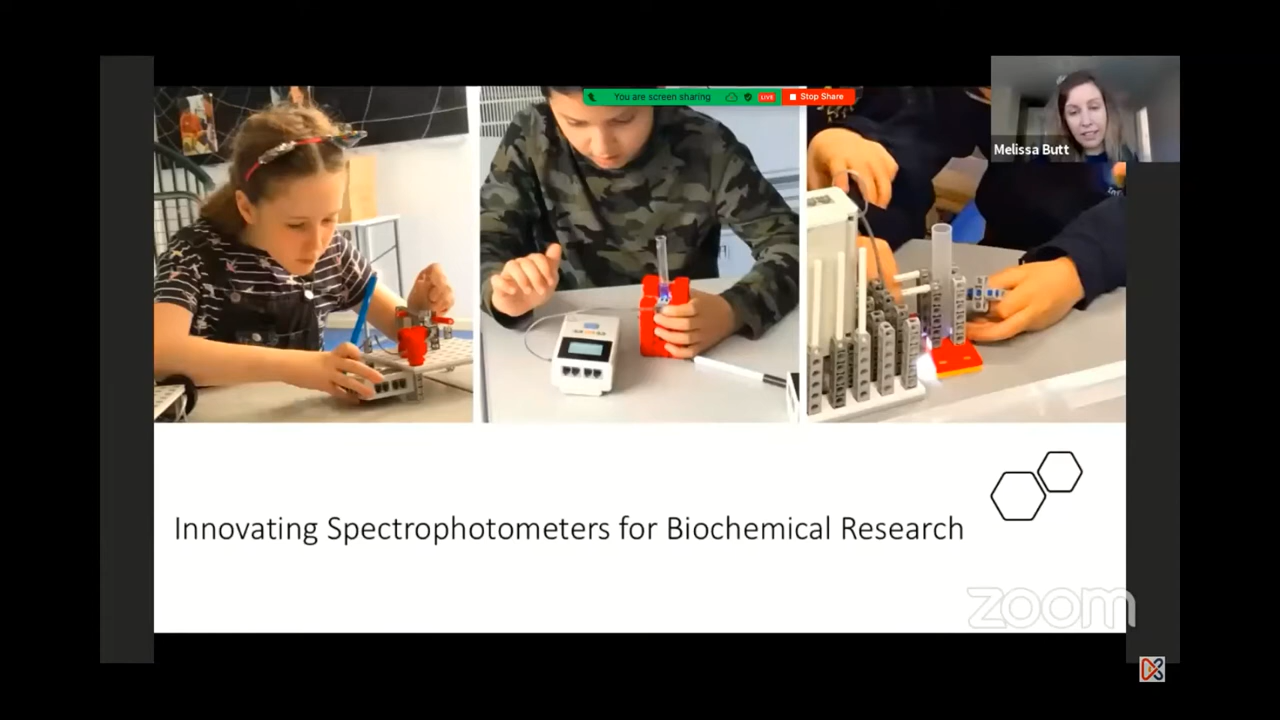 You are screen sharing
LIVE
Stop Share
Melissa Butt
Innovating Spectrophotometers for Biochemical Research
zoom